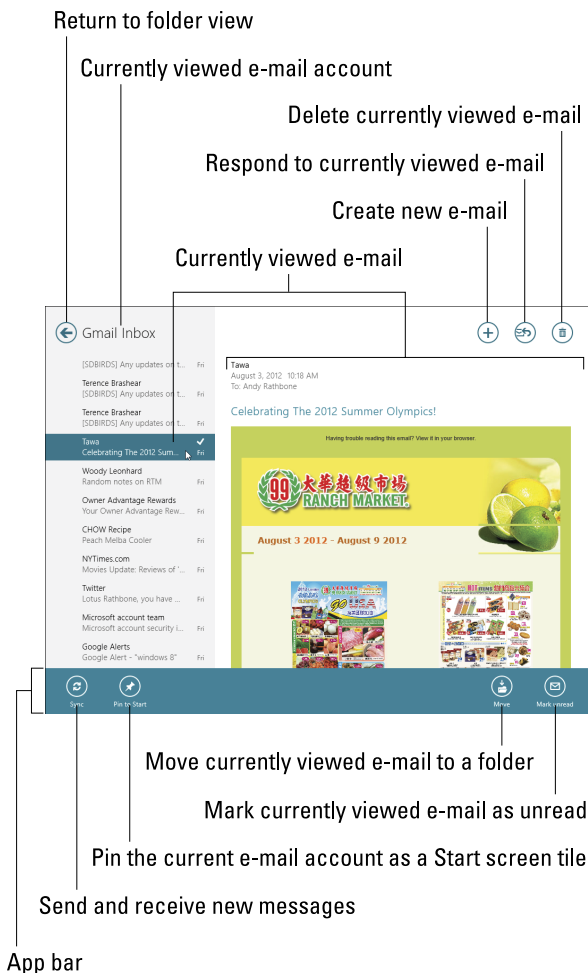 Return to folder view
Currently viewed e-mail account
Delete currently viewed e-mail
Respond to currently viewed e-mail
Create new e-mail
Currently viewed e-mail
Gmail Inbox
[SDBIRDS] Any updates on t... Fri
Terence Brashear
[SDBIRDS] Any updates on t... Fri
Terence Brashear
[SDBIRDS] Any updates on t... Fri
Tawa
Celebrating The 2012 Sum... Fri
Woody Leonhard
Random notes on RTM Fri
Owner Advantage Rewards
Your Owner Advantage Rew... Fri
CHOW Recipe
Peach Melba Cooler Fri
NYTimes.com
Movies Update: Reviews of '... Fri
Twitter
Lotus Rathbone, you have ... Fri
Microsoft account team
Microsoft account security i... Fri
Google Alerts
Google Alert - "windows 8" Fri
Tawa
August 3, 2012 10:18 AM
To: Andy Rathbone
Celebrating The 2012 Summer Olympics!
Having trouble reading this email? View it in your browser.
99 大華超級市場
RANCH MARKET
August 3 2012 - August 9 2012
GO USA
Sync
Pin to Start
Move
Mark unread
Move currently viewed e-mail to a folder
Mark currently viewed e-mail as unread
Pin the current e-mail account as a Start screen tile
Send and receive new messages
App bar